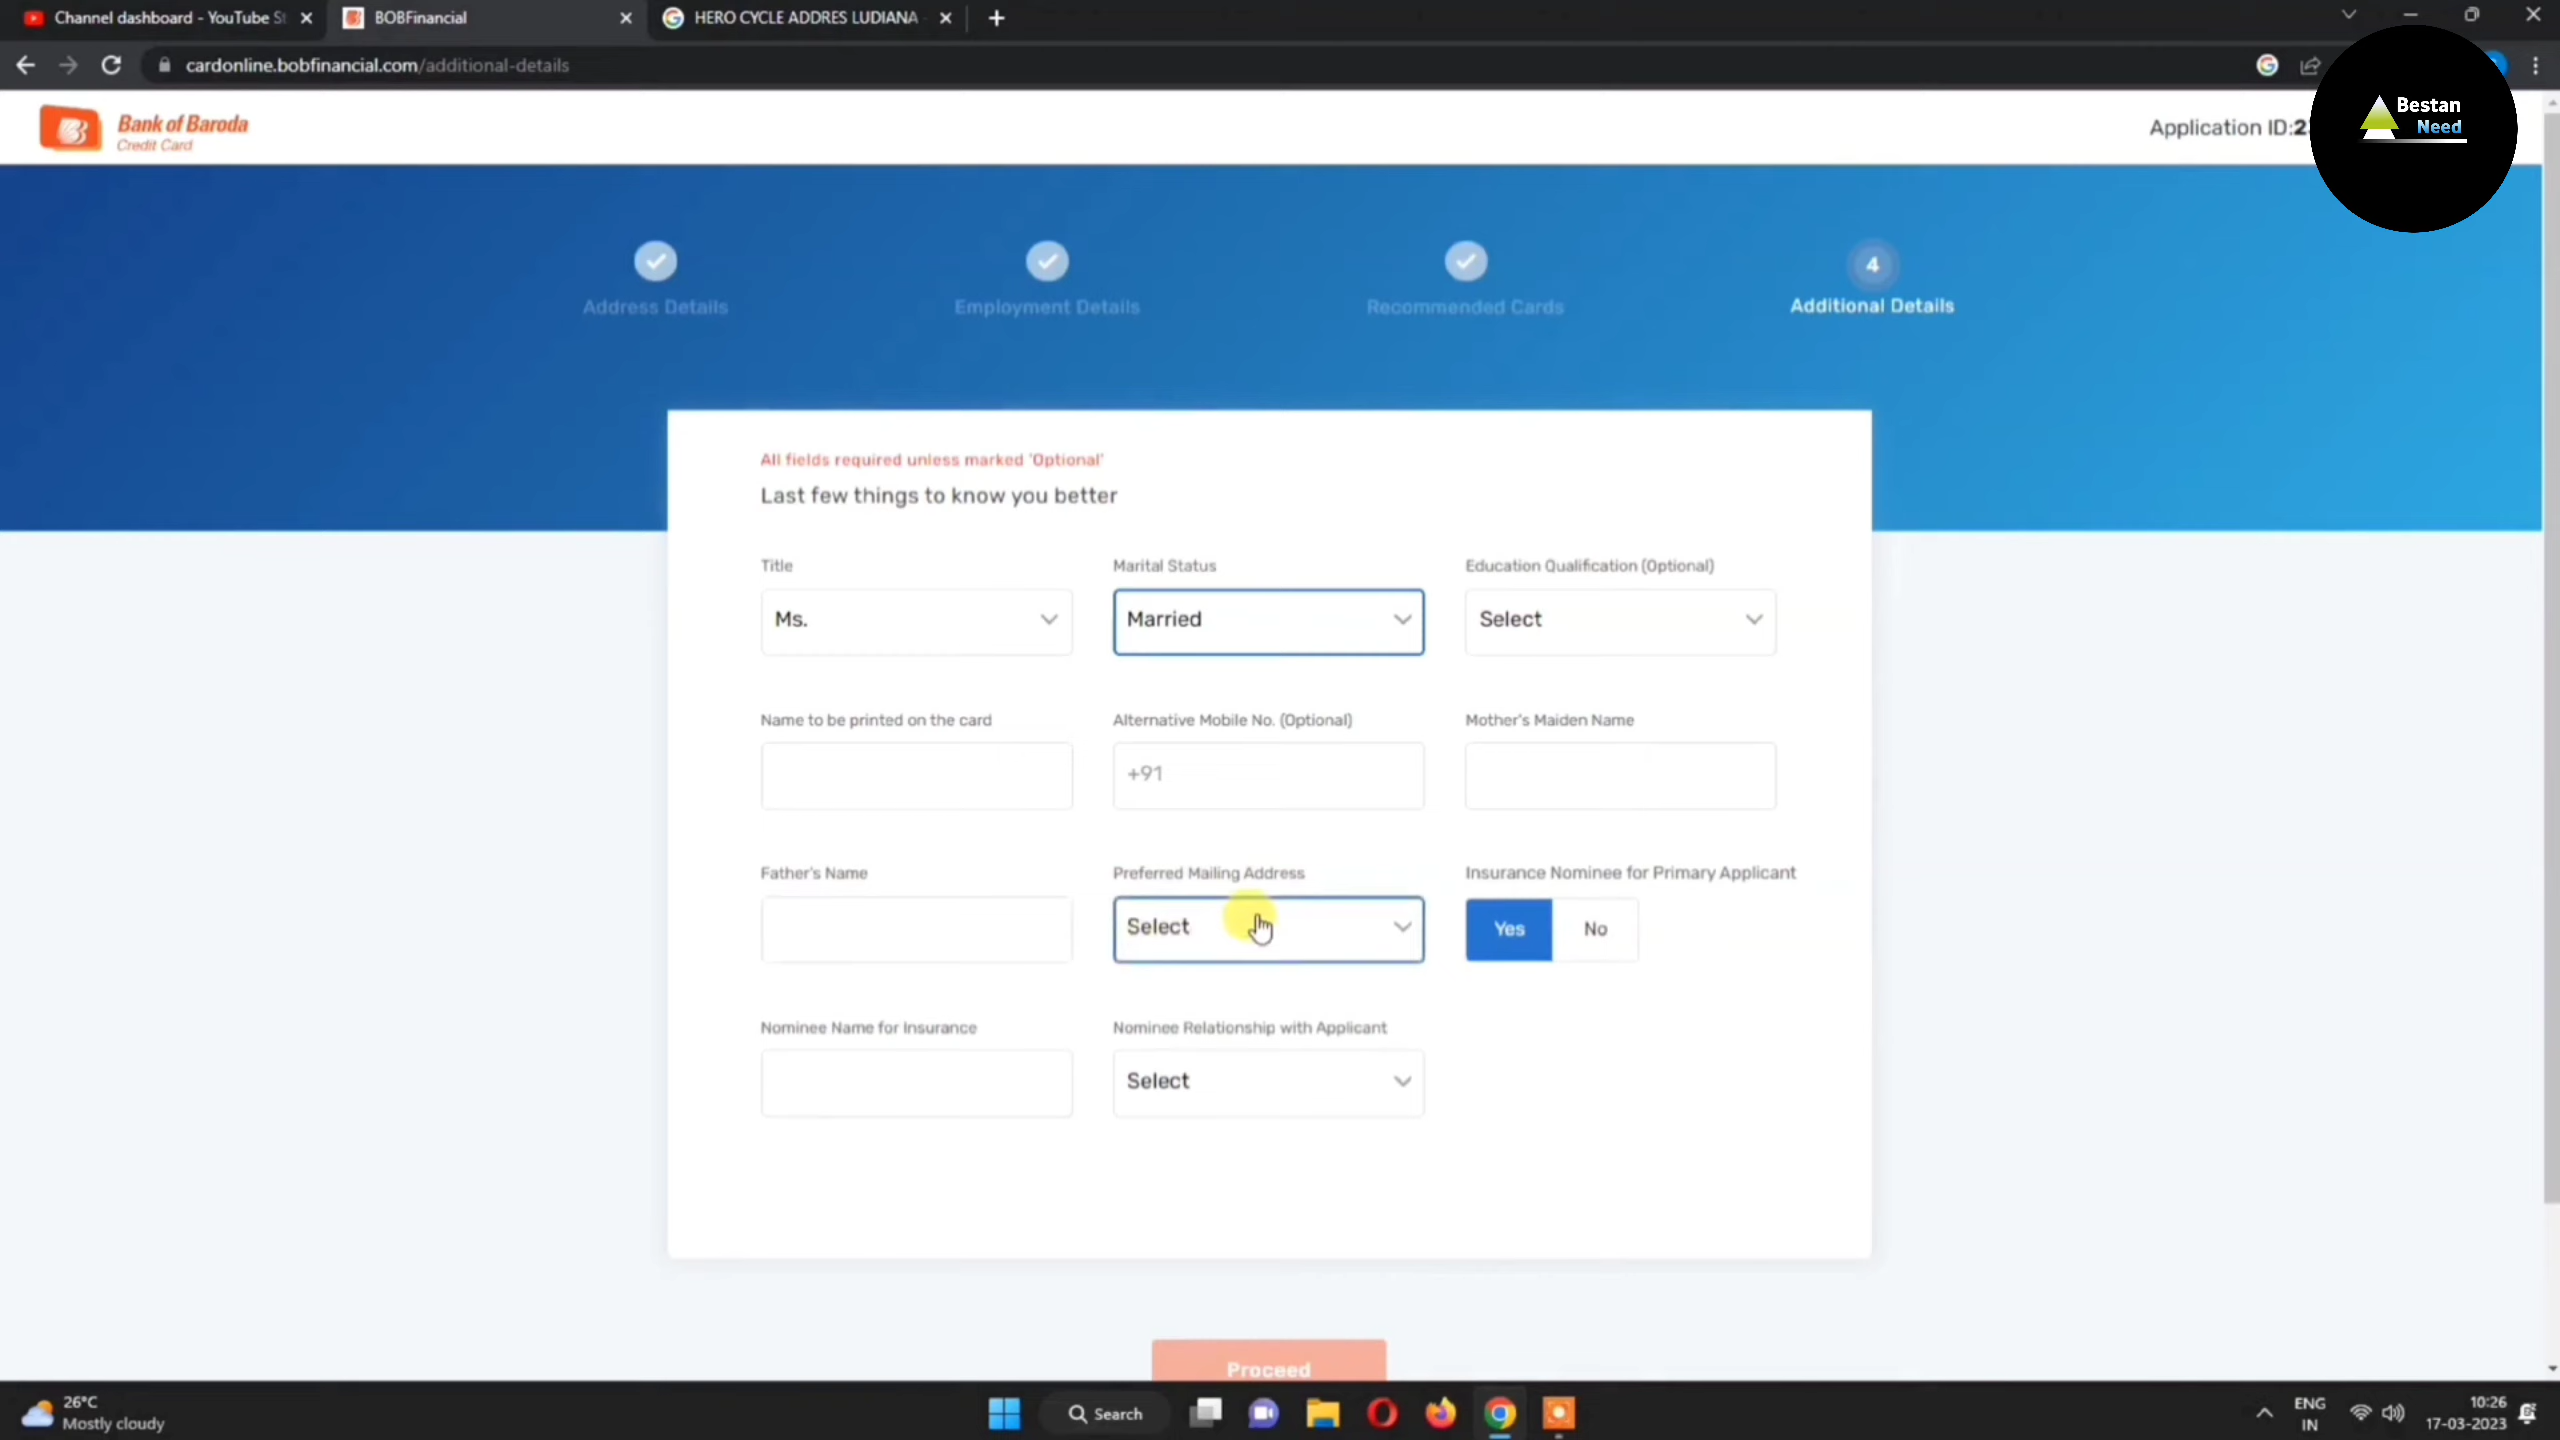 Channel dashboard - YouTube St
BOBFinancial
HERO CYCLE ADDRES LUDIANA
cardonline.bobfinancial.com/additional-details
Bank of Baroda
Credit Card
Application ID:2
Bestan
Need
Address Details
Employment Details
Recommended Cards
4
Additional Details
All fields required unless marked 'Optional'
Last few things to know you better
Title
Marital Status
Education Qualification (Optional)
Ms.
Married
Select
Name to be printed on the card
Alternative Mobile No. (Optional)
Mother's Maiden Name
+91
Father's Name
Preferred Mailing Address
Insurance Nominee for Primary Applicant
Select
Yes
No
Nominee Name for Insurance
Nominee Relationship with Applicant
Select
Proceed
26°C
Mostly cloudy
Search
ENG
IN
10:26
17-03-2023